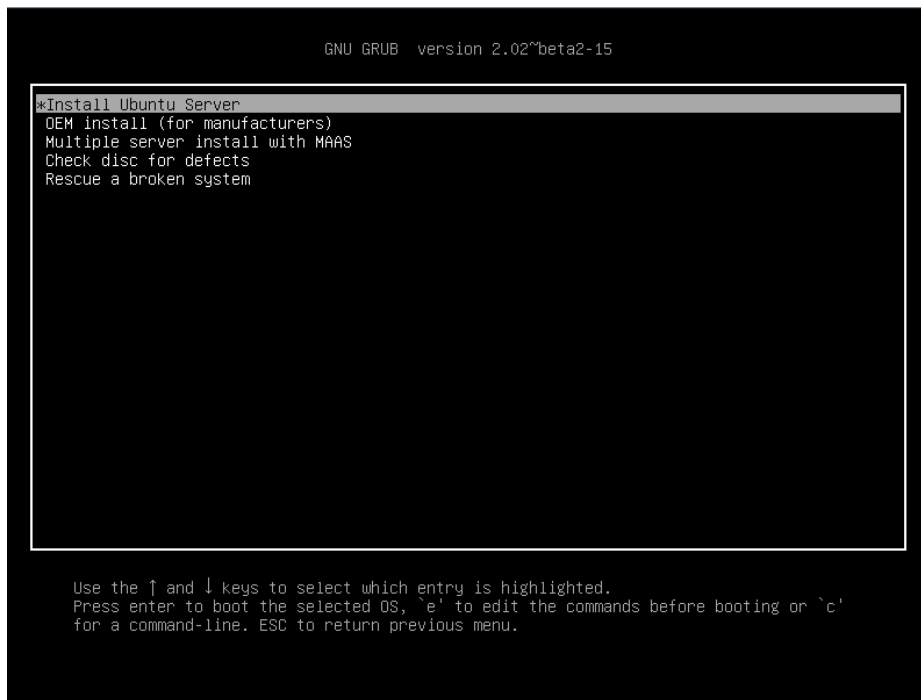 GNU GRUB version 2.02~beta2-15
*Install Ubuntu Server
OEM install (for manufacturers)
Multiple server install with MAAS
Check disc for defects
Rescue a broken system
Use the ↑ and ↓ keys to select which entry is highlighted.
Press enter to boot the selected OS, `e' to edit the commands before booting or `c'
for a command-line. ESC to return previous menu.